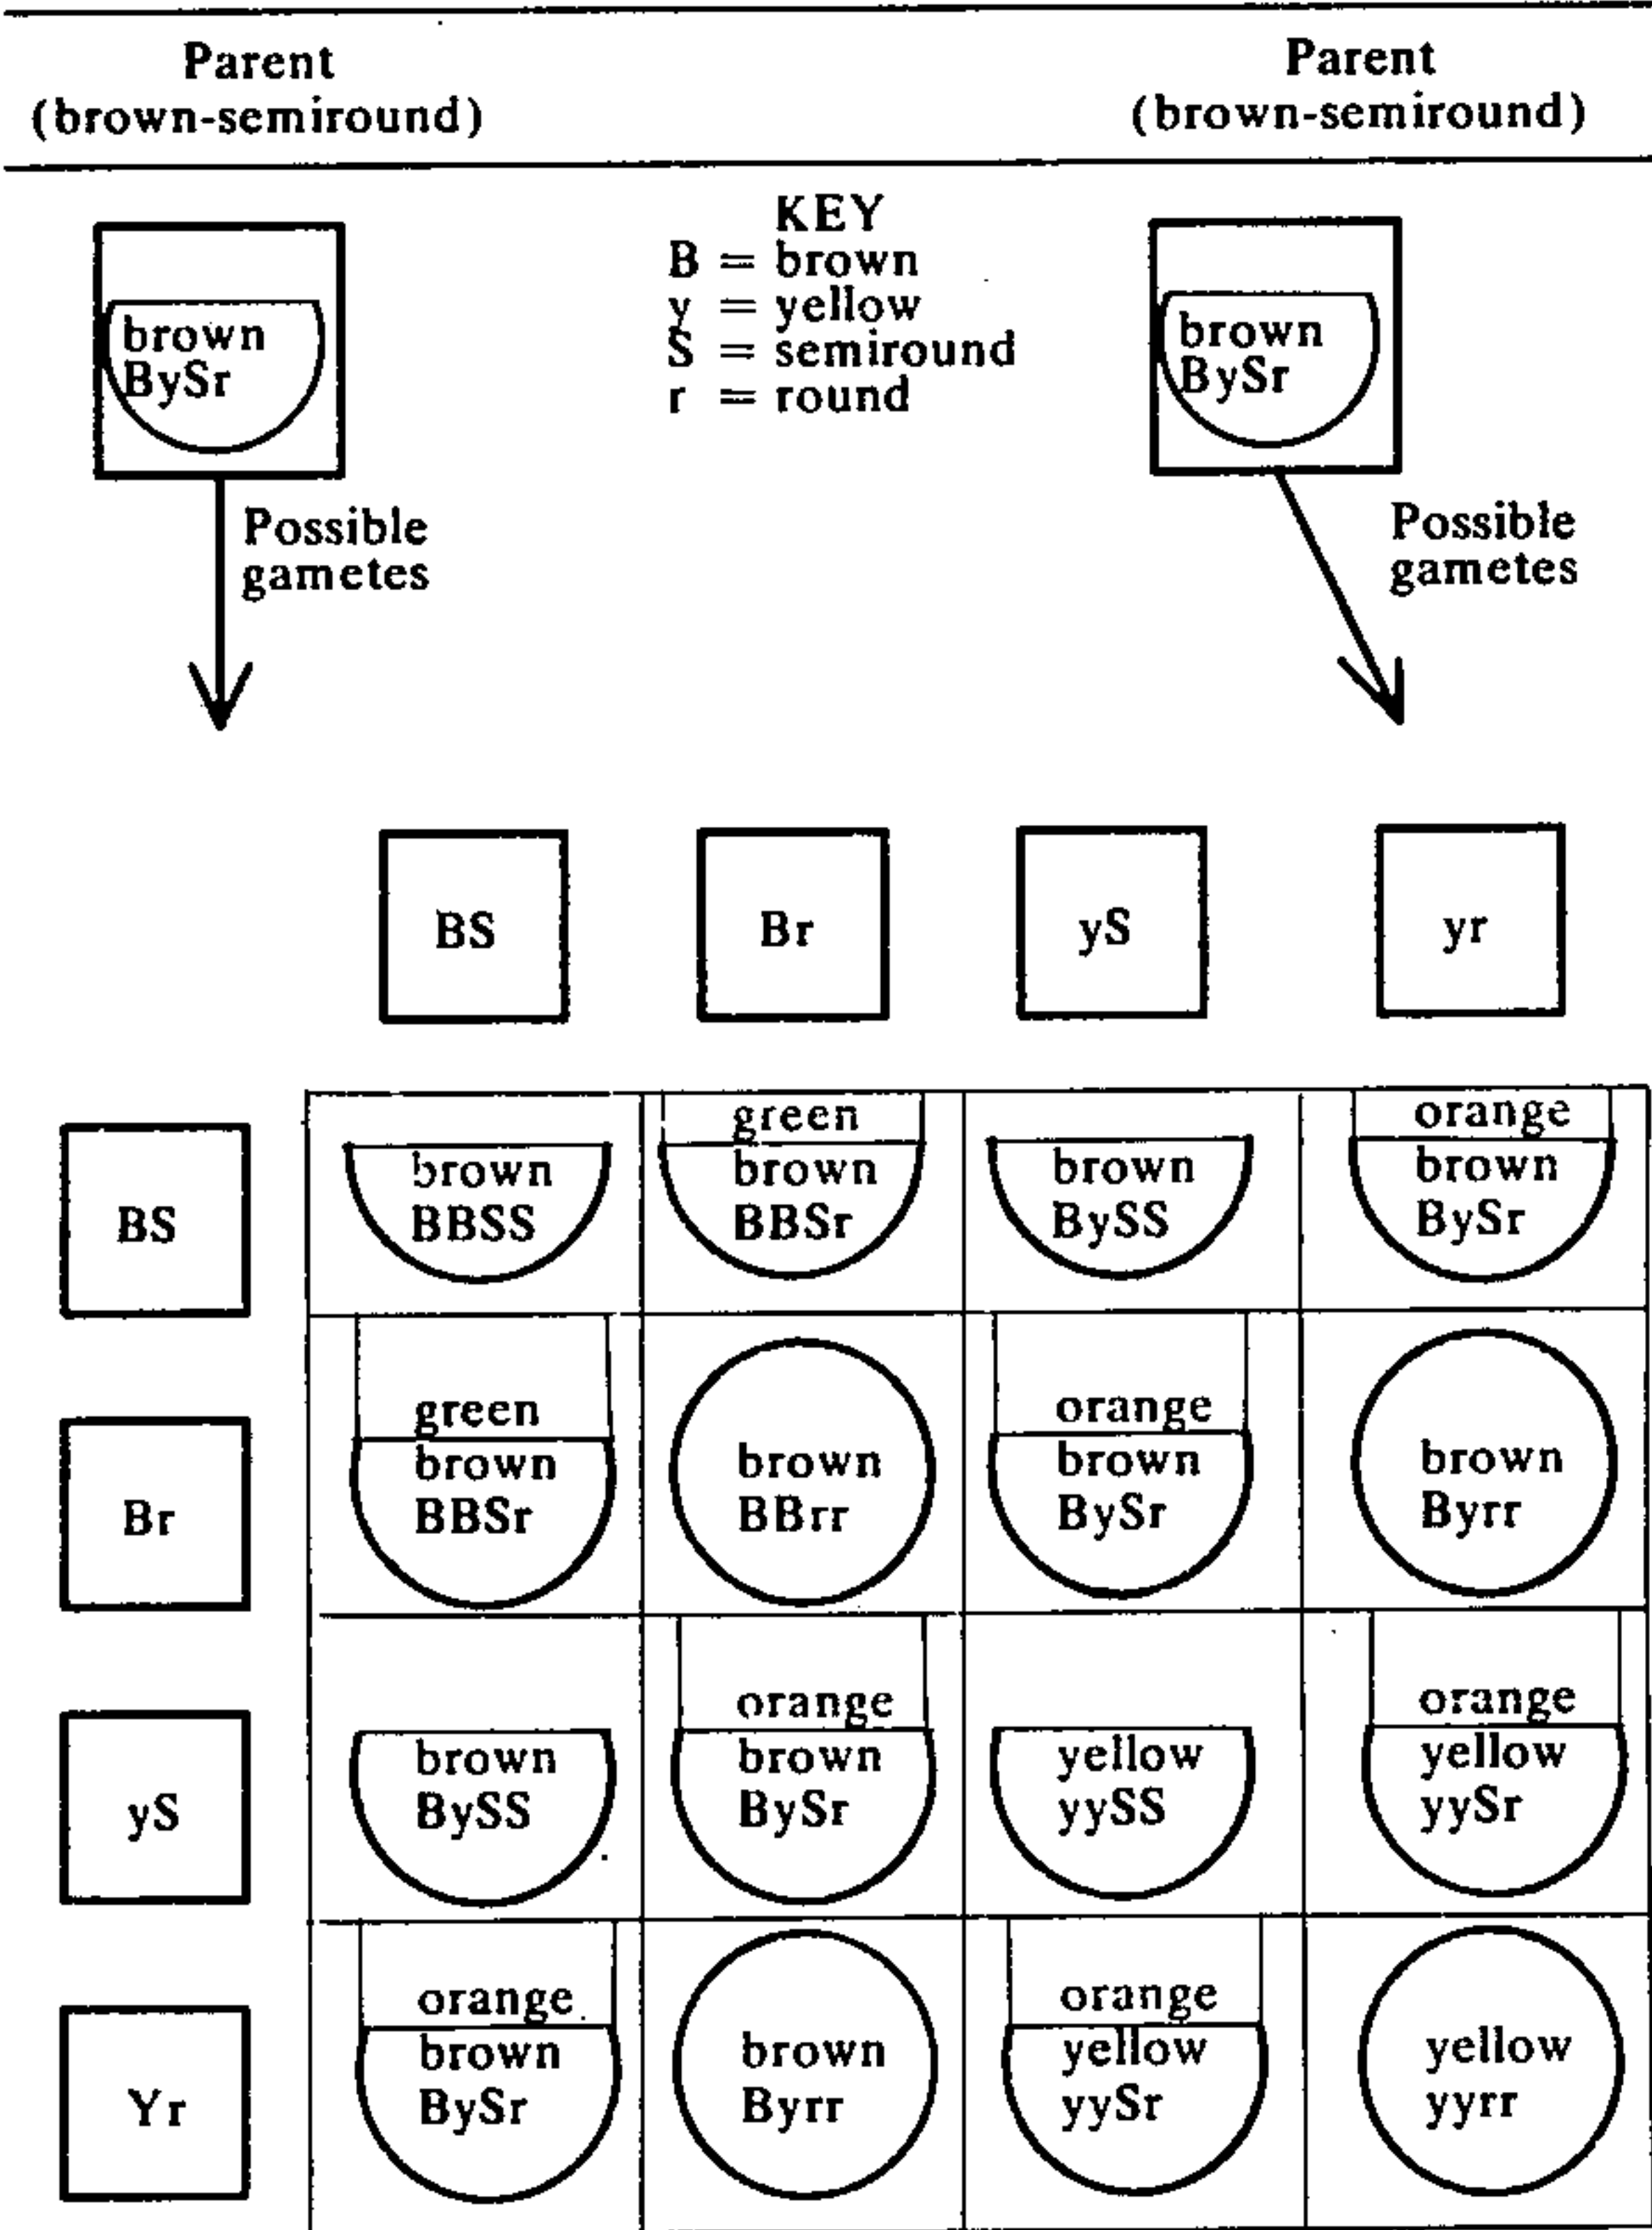 Parent
(brown-semiround)
Parent
(brown-semiround)
KEY
B = brown
y = yellow
S = semiround
r = round
brown
BySr
brown
BySr
Possible
gametes
Possible
gametes
BS
Br
yS
yr
BS
brown
BBSS
green
brown
BBSr
brown
BySS
orange
brown
BySr
Br
green
brown
BBSr
brown
BBrr
orange
brown
BySr
brown
Byrr
yS
brown
BySS
orange
brown
BySr
yellow
yySS
orange
yellow
yySr
Yr
orange
brown
BySr
brown
Byrr
orange
yellow
yySr
yellow
yyrr